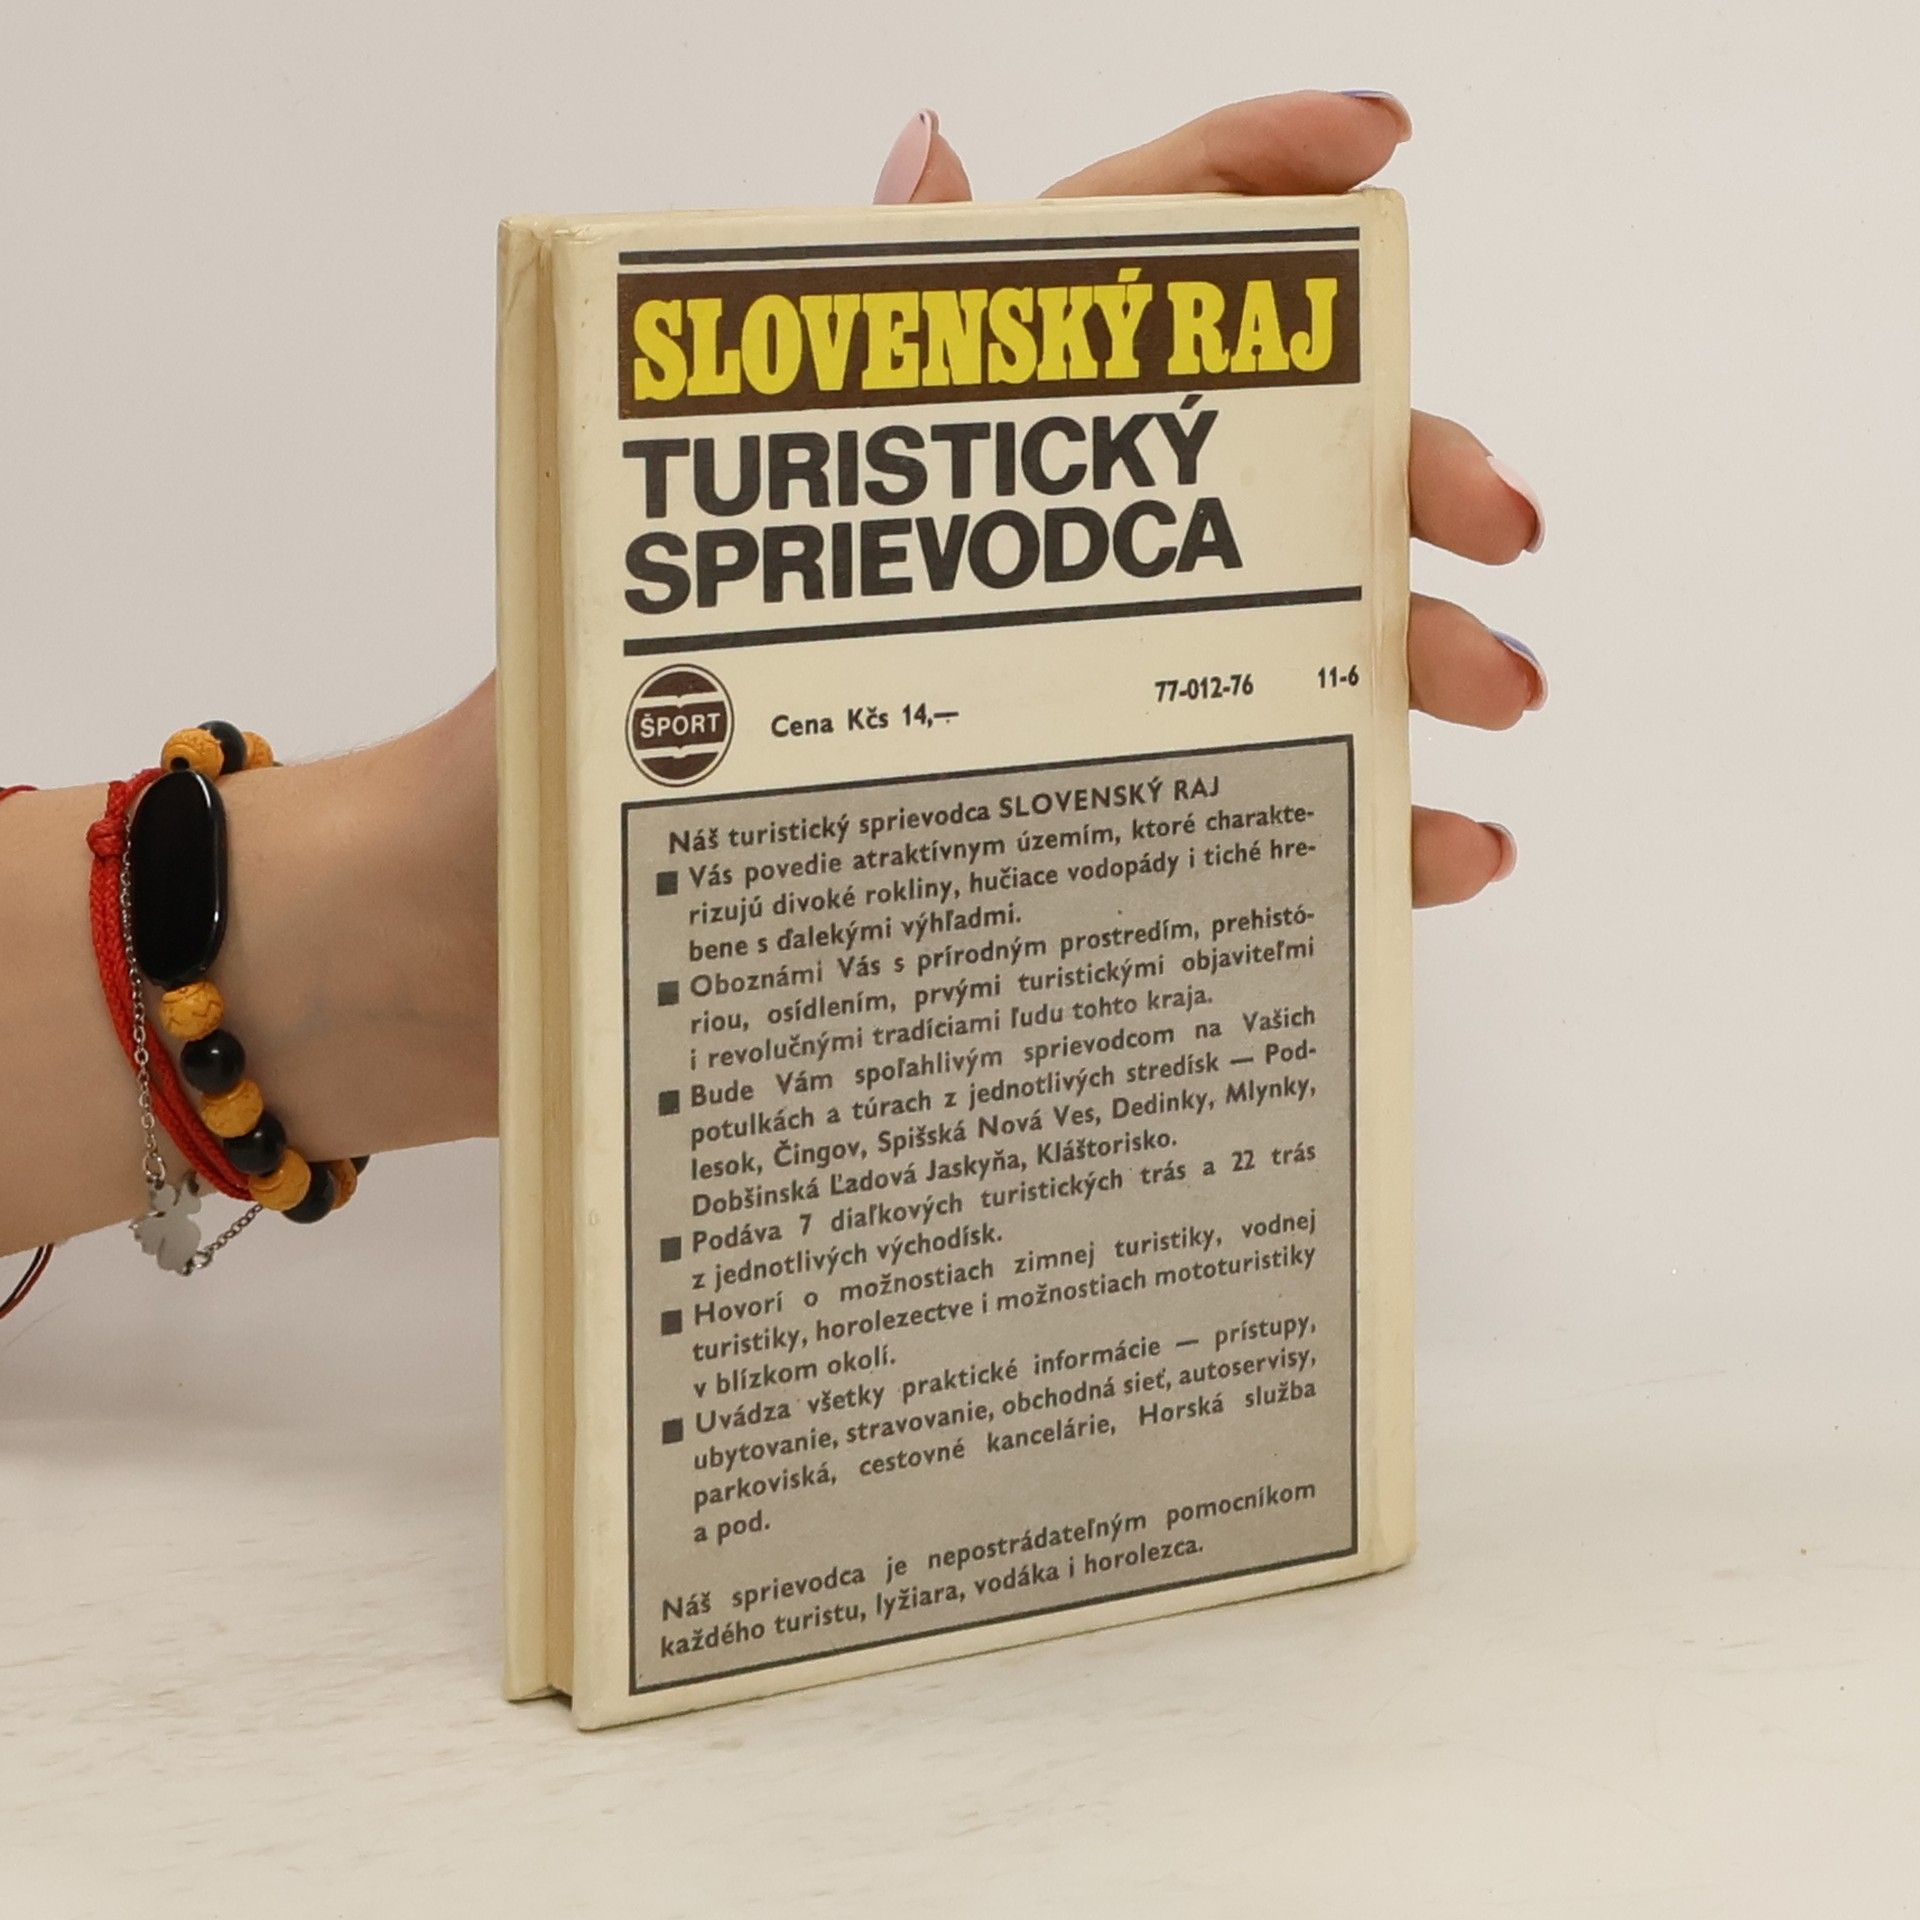 SLOVENSKÝ RAJ
TURISTICKÝ
SPRIEVODCA
ŠPORT
Cena Kčs 14,—
77-012-76 11-6
Náš turistický sprievodca SLOVENSKÝ RAJ
■ Vás povedie atraktívnym územím, ktoré charakte-
rizujú divoké rokliny, hučiace vodopády i tiché hre-
bene s ďalekými výhľadmi.
■ Oboznámi Vás s prírodným prostredím, prehistó-
riou, osídlením, prvými turistickými objaviteľmi
i revolučnými tradíciami ľudu tohto kraja.
■ Bude Vám spoľahlivým sprievodcom na Vašich
potulkách a túrach z jednotlivých stredísk — Pod-
lesok, Čingov, Spišská Nová Ves, Dedinky, Mlynky,
Dobšinská Ľadová Jaskyňa, Kláštorisko.
■ Podáva 7 diaľkových turistických trás a 22 trás
z jednotlivých východísk.
■ Hovorí o možnostiach zimnej turistiky, vodnej
turistiky, horolezectve i možnostiach mototuristiky
v blízkom okolí.
■ Uvádza všetky praktické informácie — prístupy,
ubytovanie, stravovanie, obchodná sieť, autoservisy,
parkoviská, cestovné kancelárie, Horská služba
a pod.
Náš sprievodca je nepostrádateľným pomocníkom
každého turistu, lyžiara, vodáka i horolezca.